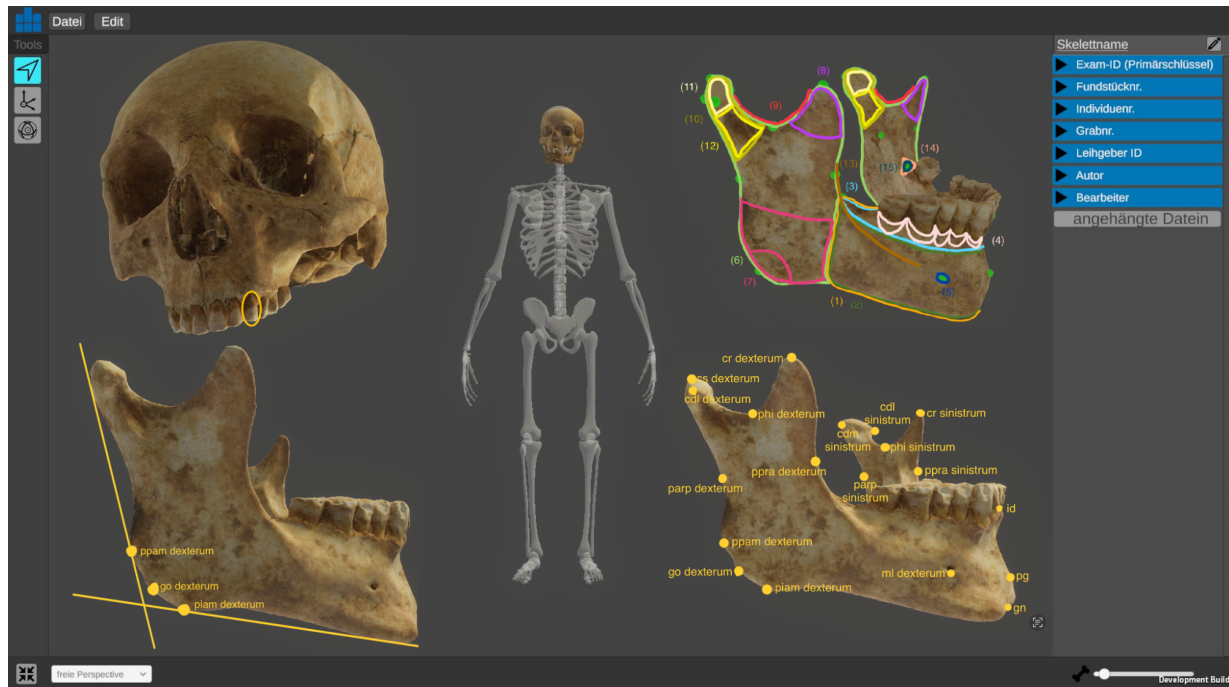 Datei Edit
Tools
Skelettname
Exam-ID (Primärschlüssel)
Fundstücknr.
Individuenr.
Grabnr.
Leihgeber ID
Autor
Bearbeiter
angehängte Datein
(8)
(11)
(9)
(10)
(12)
(14)
(13)
(15)
(3)
(4)
(6)
(7)
(5)
(1)
(2)
ppam dexterum
go dexterum
piam dexterum
cr dexterum
cs dexterum
cdl dexterum
phi dexterum
cdl
sinistrum
cr sinistrum
cdm
sinistrum
phi sinistrum
ppra dexterum
ppra sinistrum
parp dexterum
parp
sinistrum
id
ppam dexterum
go dexterum
ml dexterum
pg
piam dexterum
gn
freie Perspective
Development Build